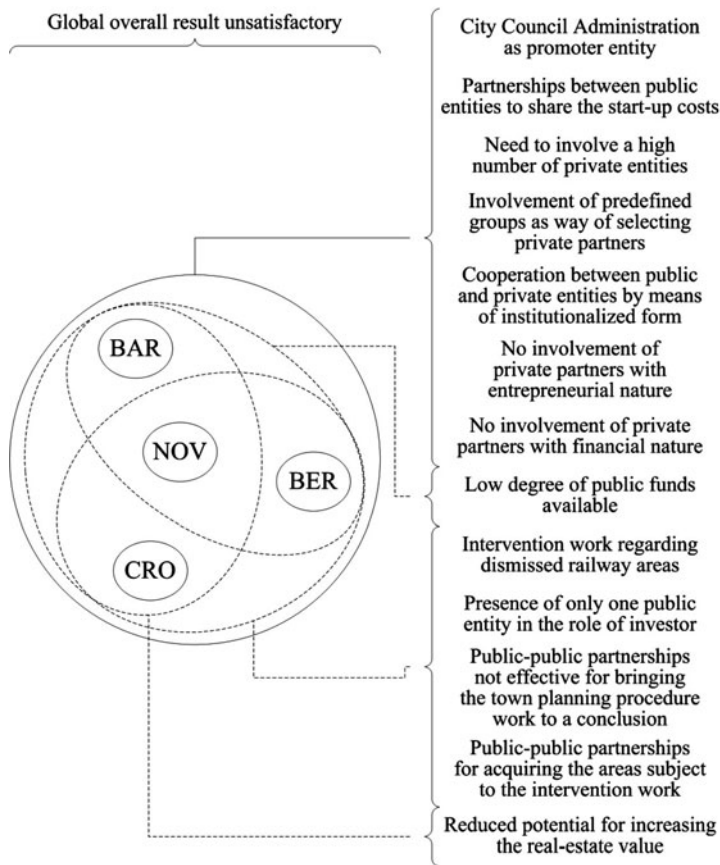 Global overall result unsatisfactory
City Council Administration
as promoter entity
Partnerships between public
entities to share the start-up costs
Need to involve a high
number of private entities
Involvement of predefined
groups as way of selecting
private partners
Cooperation between public
and private entities by means
of institutionalized form
No involvement of
private partners with
entrepreneurial nature
No involvement of private
partners with financial nature
Low degree of public funds
available
Intervention work regarding
dismissed railway areas
Presence of only one public
entity in the role of investor
Public-public partnerships
not effective for bringing
the town planning procedure
work to a conclusion
Public-public partnerships
for acquiring the areas subject
to the intervention work
Reduced potential for increasing
the real-estate value
BAR
NOV
BER
CRO